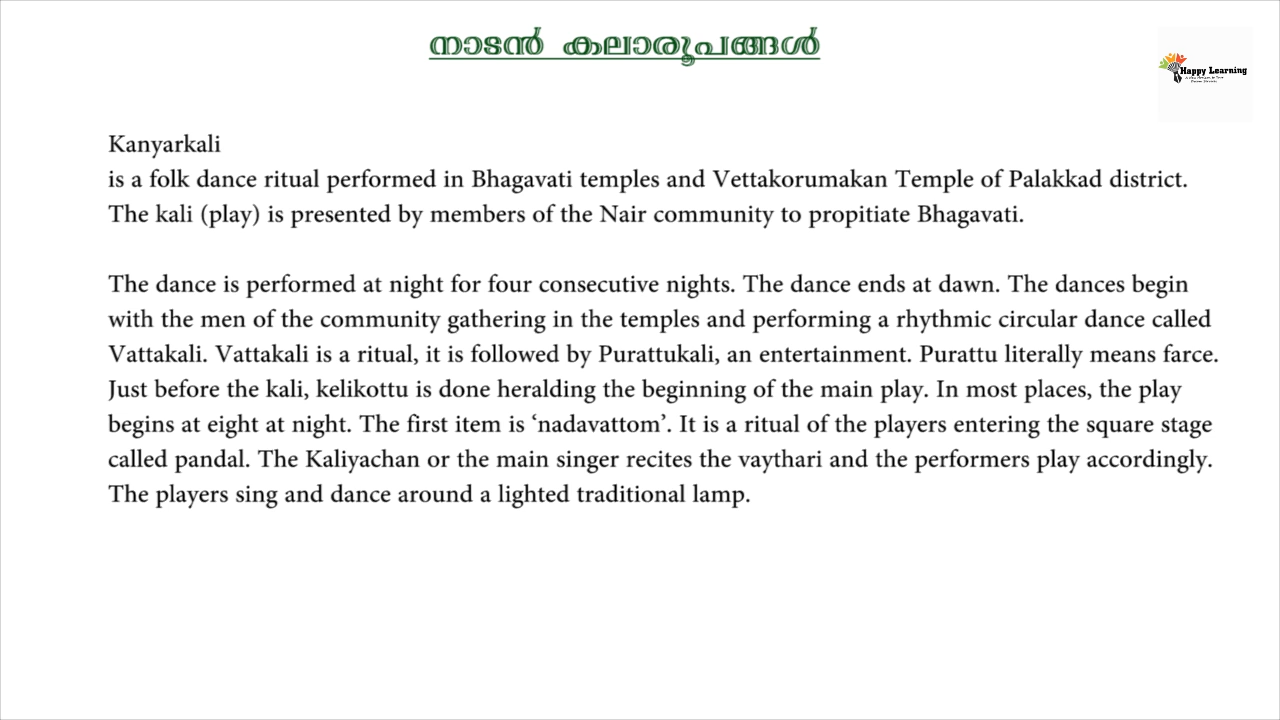 നാടൻ കലാരൂപങ്ങൾ
Happy Learning
Kanyarkali
is a folk dance ritual performed in Bhagavati temples and Vettakorumakan Temple of Palakkad district.
The kali (play) is presented by members of the Nair community to propitiate Bhagavati.
The dance is performed at night for four consecutive nights. The dance ends at dawn. The dances begin
with the men of the community gathering in the temples and performing a rhythmic circular dance called
Vattakali. Vattakali is a ritual, it is followed by Purattukali, an entertainment. Purattu literally means farce.
Just before the kali, kelikottu is done heralding the beginning of the main play. In most places, the play
begins at eight at night. The first item is ‘nadavattom’. It is a ritual of the players entering the square stage
called pandal. The Kaliyachan or the main singer recites the vaythari and the performers play accordingly.
The players sing and dance around a lighted traditional lamp.